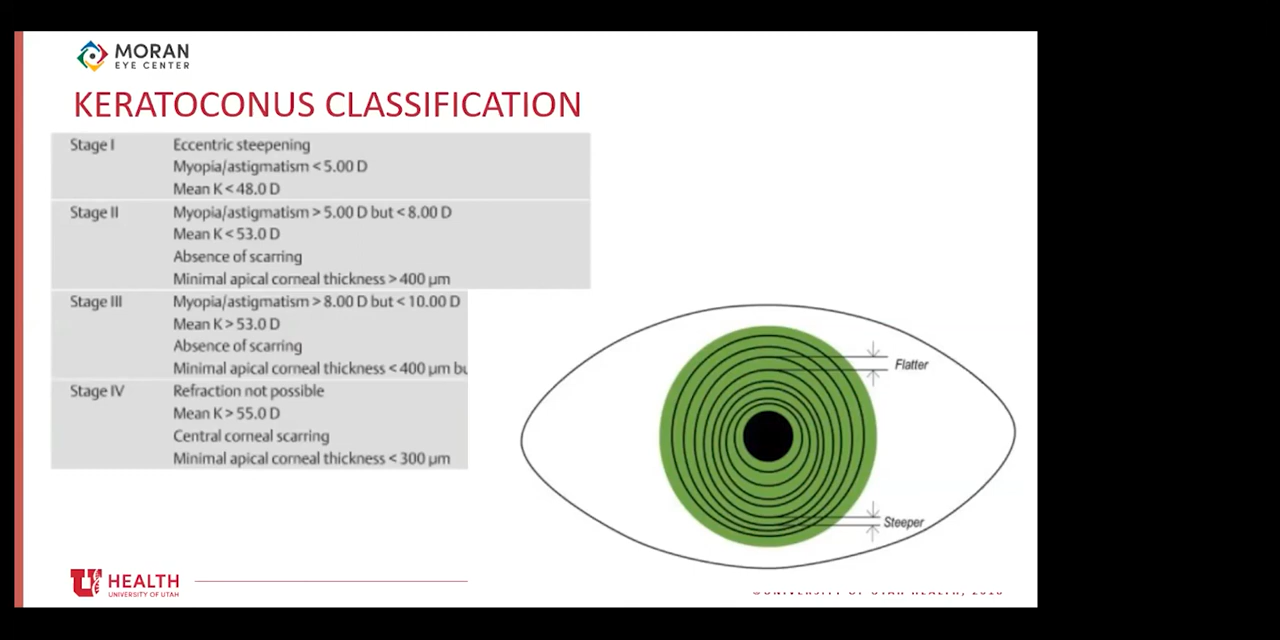 MORAN
EYE CENTER
KERATOCONUS CLASSIFICATION
Stage I Eccentric steepening
Myopia/astigmatism < 5.00 D
Mean K < 48.0 D
Stage II Myopia/astigmatism > 5.00 D but < 8.00 D
Mean K < 53.0 D
Absence of scarring
Minimal apical corneal thickness > 400 µm
Stage III Myopia/astigmatism > 8.00 D but < 10.00 D
Mean K > 53.0 D
Absence of scarring
Minimal apical corneal thickness < 400 µm
Stage IV Refraction not possible
Mean K > 55.0 D
Central corneal scarring
Minimal apical corneal thickness < 300 µm
Flatter
Steeper
U HEALTH
UNIVERSITY OF UTAH